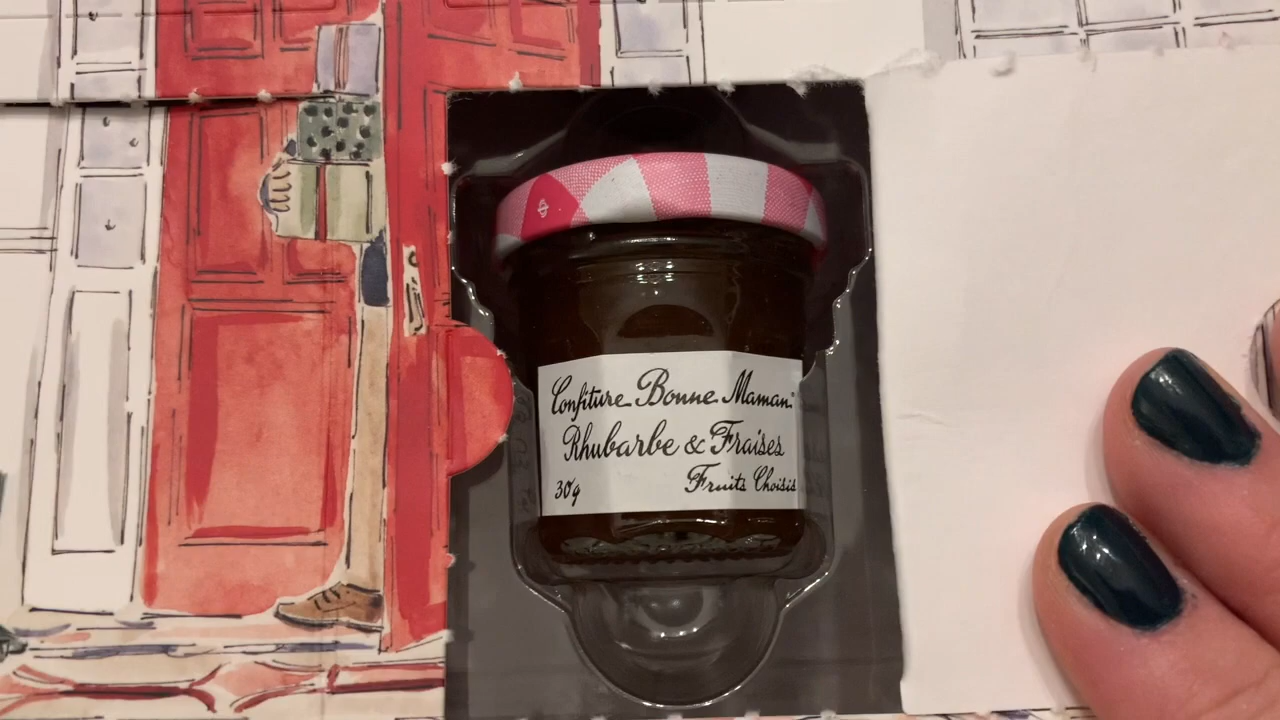 Confiture Bonne Maman
Rhubarbe & Fraises
30g
Fruits Choisis